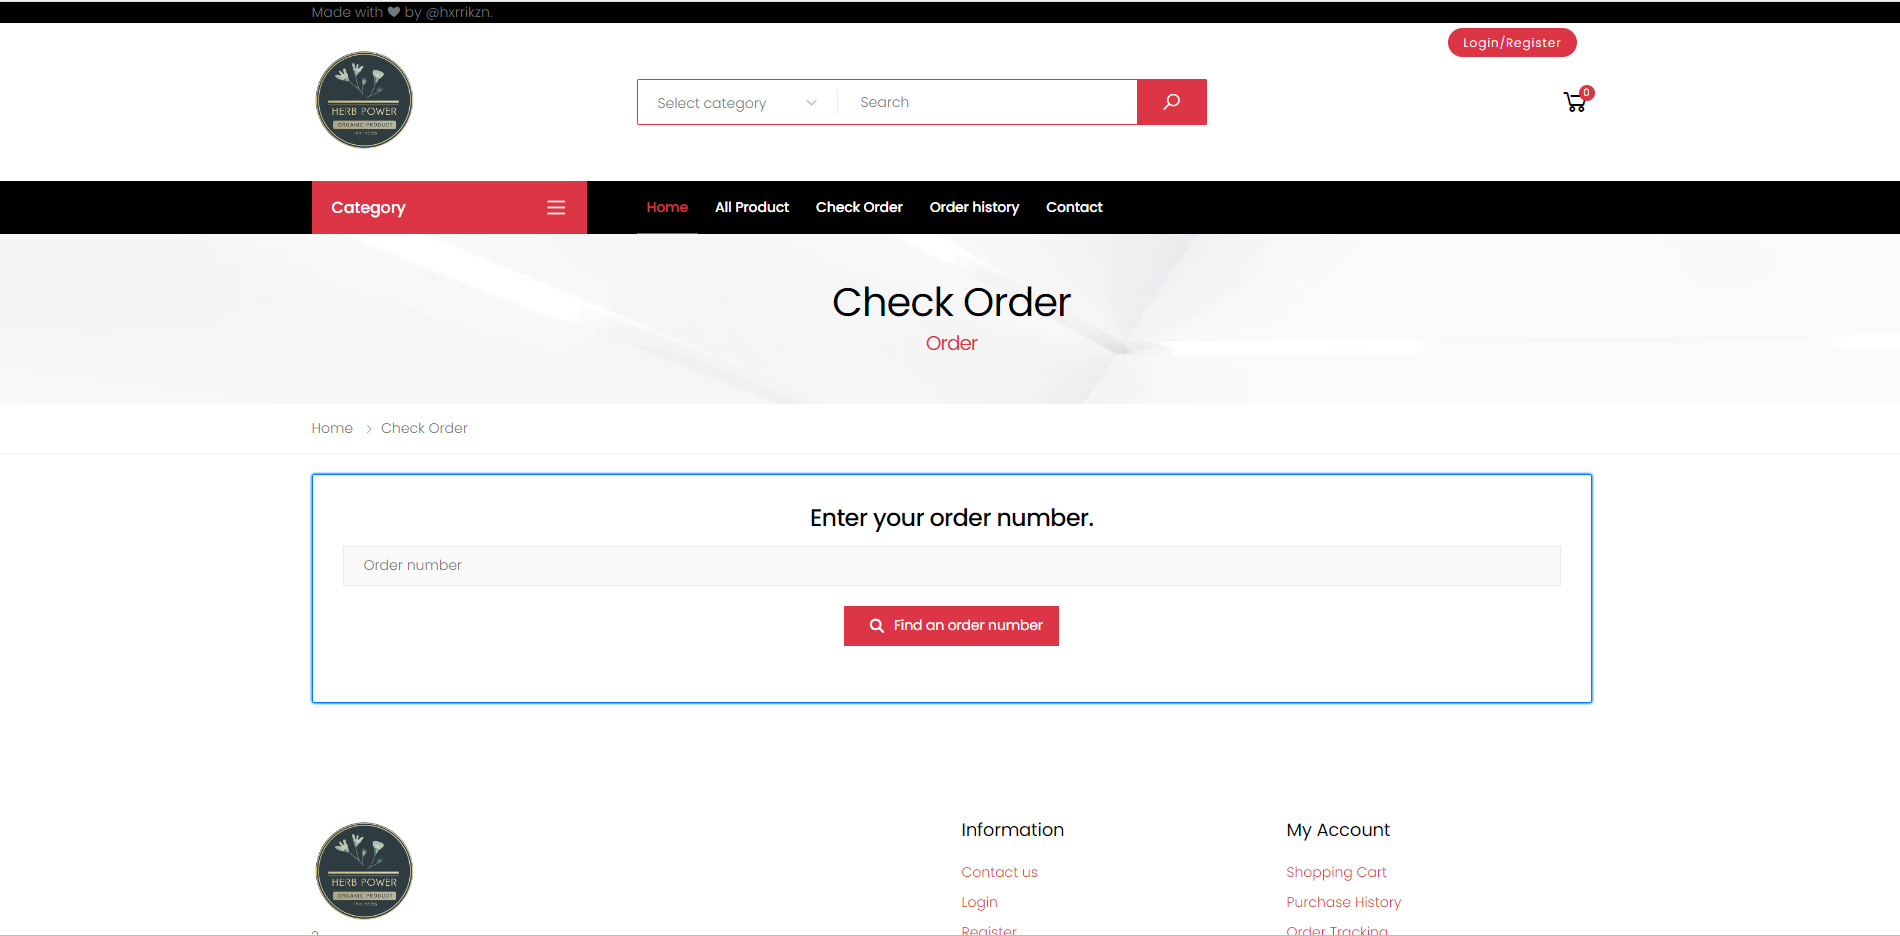 Made with ❤ by @hxrrikzn.
Login/Register
HERB POWER
ORGANIC PRODUCT
Select category
Search
0
Category
Home
All Product
Check Order
Order history
Contact
Check Order
Order
Home > Check Order
Enter your order number.
Order number
Find an order number
HERB POWER
ORGANIC PRODUCT
Information
My Account
Contact us
Shopping Cart
Login
Purchase History
Register
Order Tracking